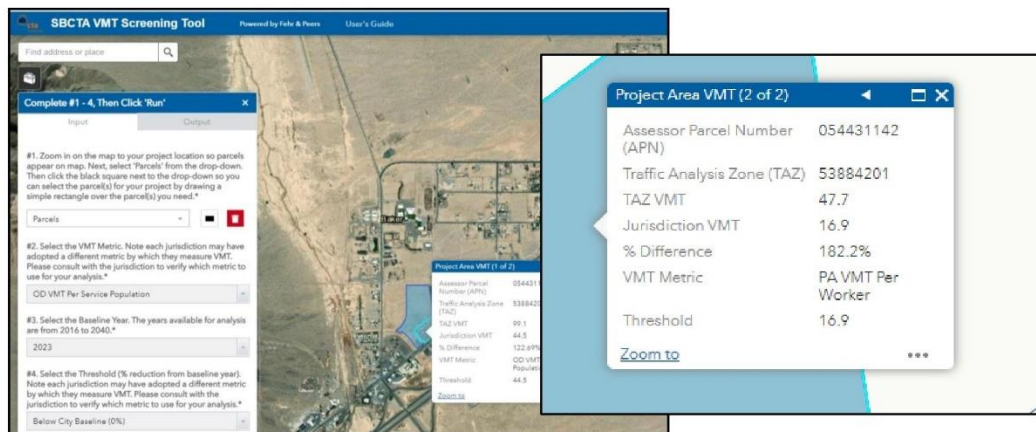 SBCTA VMT Screening Tool
Powered by Fehr & Peers
User's Guide
Find address or place
Complete #1 - 4, Then Click 'Run'
Input
Output
#1. Zoom in on the map to your project location so parcels
appear on map. Next, select 'Parcels' from the drop-down.
Then click the black square next to the drop-down so you
can select the parcel(s) for your project by drawing a
simple rectangle over the parcel(s) you need.*
Parcels
#2. Select the VMT Metric. Note each jurisdiction may have
adopted a different metric by which they measure VMT.
Please consult with the jurisdiction to verify which metric to
use for your analysis.*
OD VMT Per Service Population
#3. Select the Baseline Year. The years available for analysis
are from 2016 to 2040.*
2023
#4. Select the Threshold (% reduction from baseline year).
Note each jurisdiction may have adopted a different metric
by which they measure VMT. Please consult with the
jurisdiction to verify which metric to use for your analysis.*
Below City Baseline (0%)
Project Area VMT (1 of 2)
Assessor Parcel
Number (APN)
Traffic Analysis Zone
(TAZ)
TAZ VMT 99.1
Jurisdiction VMT 44.5
% Difference 122.69%
VMT Metric OD VMT
Threshold 44.5
Zoom to
Project Area VMT (2 of 2)
Assessor Parcel Number 054431142
(APN)
Traffic Analysis Zone (TAZ) 53884201
TAZ VMT 47.7
Jurisdiction VMT 16.9
% Difference 182.2%
VMT Metric PA VMT Per
Worker
Threshold 16.9
Zoom to